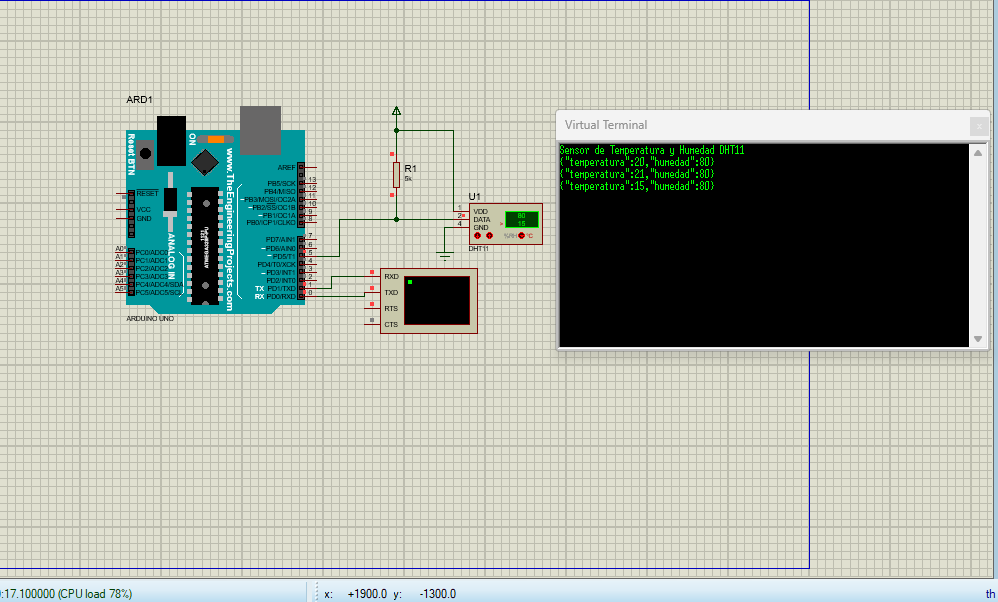 ARD1
Reset BTN
ON
www.TheEngineeringProjects.com
RESET
VCC
GND
ANALOG IN
A0
A1
A2
A3
A4
A5
PC0/ADC0
PC1/ADC1
PC2/ADC2
PC3/ADC3
PC4/ADC4/SDA
PC5/ADC5/SCL
AREF
PB5/SCK 13
PB4/MISO 12
PB3/MOSI/OC2A 11
PB2/SS/OC1B 10
PB1/OC1A 9
PB0/ICP1/CLKO 8
PD7/AIN1 7
PD6/AIN0 6
PD5/T1 5
PD4/T0/XCK 4
PD3/INT1 3
PD2/INT0 2
TX PD1/TXD 1
RX PD0/RXD 0
ARDUINO UNO
R1
5k
U1
1 VDD
2 DATA
4 GND
80
15
%RH
°C
DHT11
RXD
TXD
RTS
CTS
Virtual Terminal
Sensor de Temperatura y Humedad DHT11
{"temperatura":20,"humedad":80}
{"temperatura":21,"humedad":80}
{"temperatura":15,"humedad":80}
:17.100000 (CPU load 78%)
x: +1900.0 y: -1300.0
th